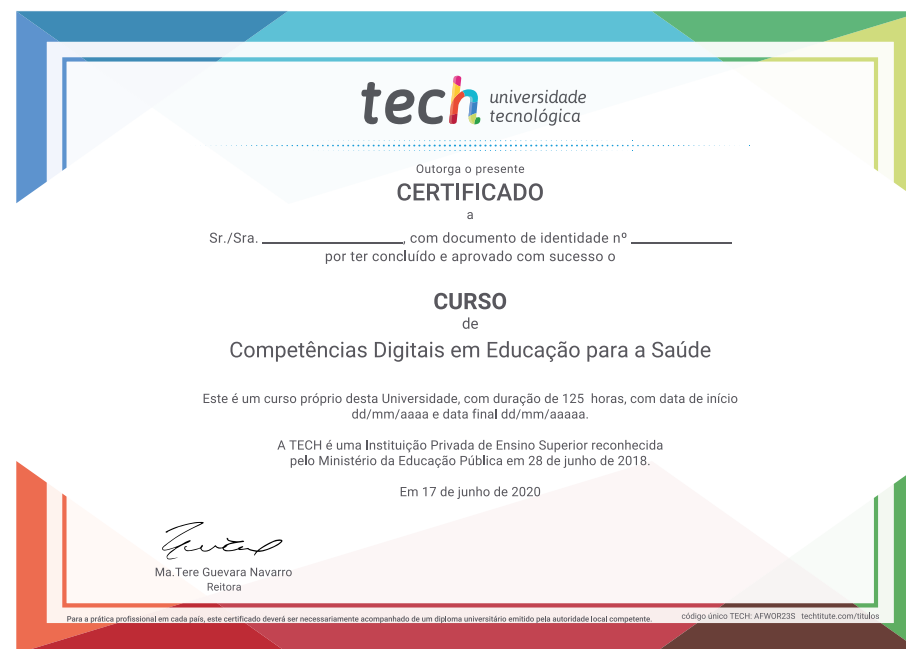 tech universidade
tecnológica
Outorga o presente
CERTIFICADO
a
Sr./Sra. ________________, com documento de identidade nº ____________
por ter concluído e aprovado com sucesso o
CURSO
de
Competências Digitais em Educação para a Saúde
Este é um curso próprio desta Universidade, com duração de 125 horas, com data de início
dd/mm/aaaa e data final dd/mm/aaaaa.
A TECH é uma Instituição Privada de Ensino Superior reconhecida
pelo Ministério da Educação Pública em 28 de junho de 2018.
Em 17 de junho de 2020
Ma.Tere Guevara Navarro
Reitora
Para a prática profissional em cada país, este certificado deverá ser necessariamente acompanhado de um diploma universitário emitido pela autoridade local competente.
código único TECH: AFWOR23S techtitute.com/titulos